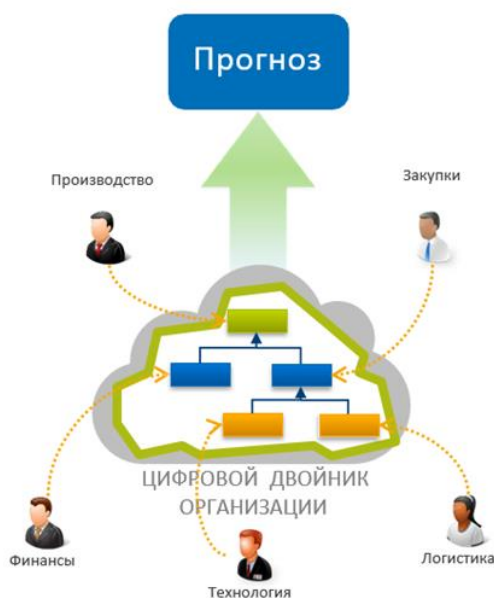 Прогноз
Производство
Закупки
ЦИФРОВОЙ ДВОЙНИК
ОРГАНИЗАЦИИ
Финансы
Логистика
Технология